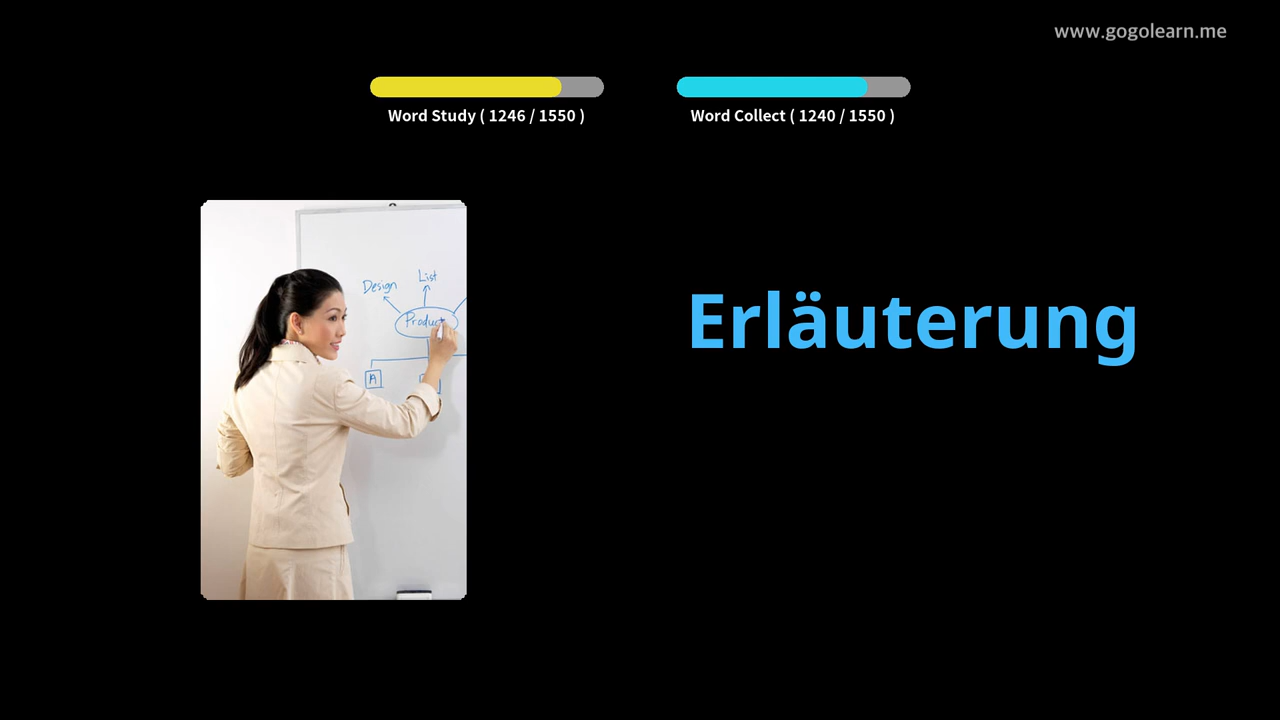 www.gogolearn.me
Word Study ( 1246 / 1550 )
Word Collect ( 1240 / 1550 )
Design
List
Product
A
Erläuterung